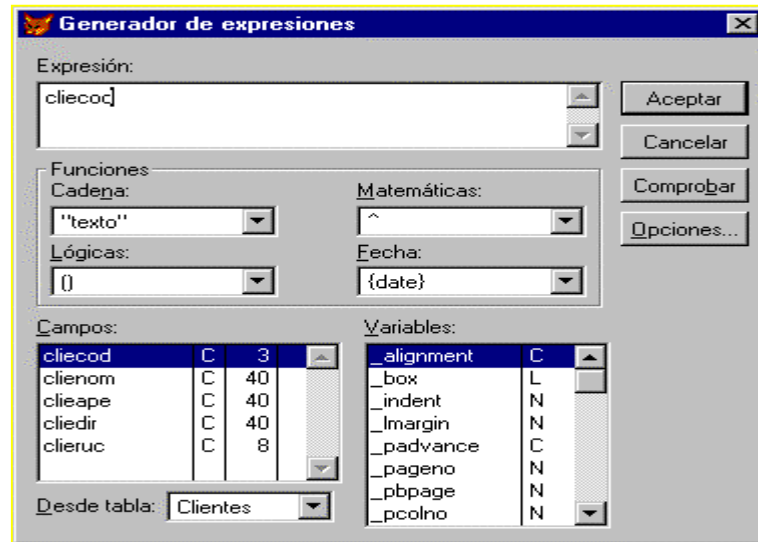 Generador de expresiones
Expresión:
cliecod
Aceptar
Cancelar
Comprobar
Opciones...
Funciones
Cadena:
Matemáticas:
"texto"
^
Lógicas:
Fecha:
()
{date}
Campos:
cliecod C 3
clienom C 40
clieape C 40
cliedir C 40
clieruc C 8
Desde tabla: Clientes
Variables:
_alignment C
_box L
_indent N
_lmargin N
_padvance C
_pageno N
_pbpage N
_pcolno N